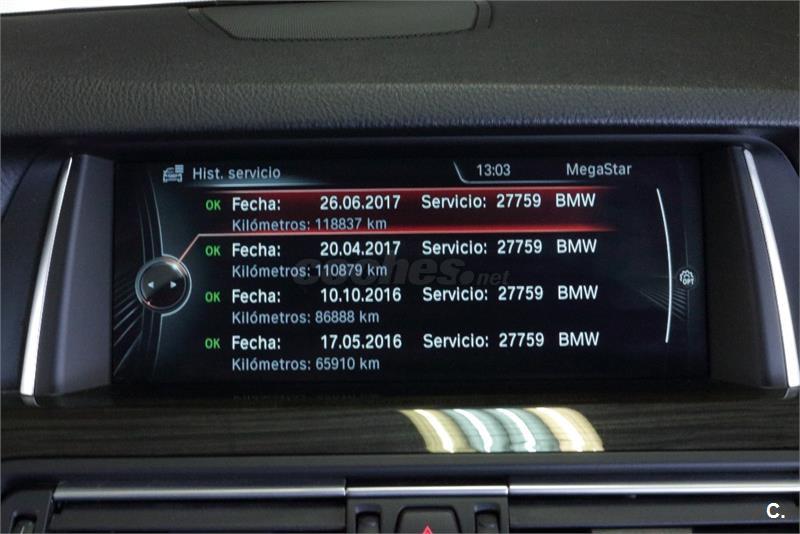 Hist. servicio 13:03 MegaStar
OK Fecha: 26.06.2017 Servicio: 27759 BMW
Kilómetros: 118837 km
OK Fecha: 20.04.2017 Servicio: 27759 BMW
Kilómetros: 110879 km
coches.net
OK Fecha: 10.10.2016 Servicio: 27759 BMW
Kilómetros: 86888 km
OK Fecha: 17.05.2016 Servicio: 27759 BMW
Kilómetros: 65910 km
OPT
C.